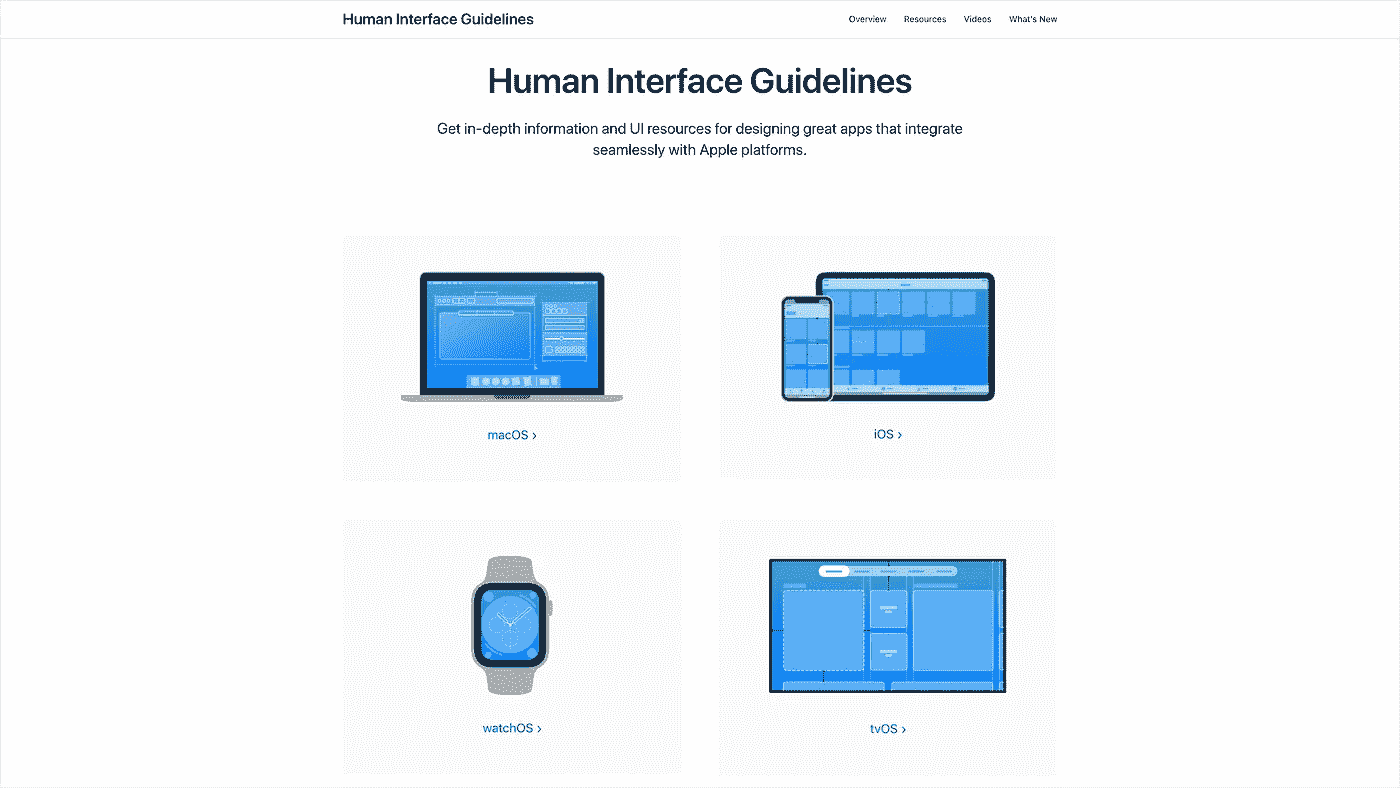 Human Interface Guidelines
Overview Resources Videos What's New
Human Interface Guidelines
Get in-depth information and UI resources for designing great apps that integrate
seamlessly with Apple platforms.
macOS ›
iOS ›
watchOS ›
tvOS ›